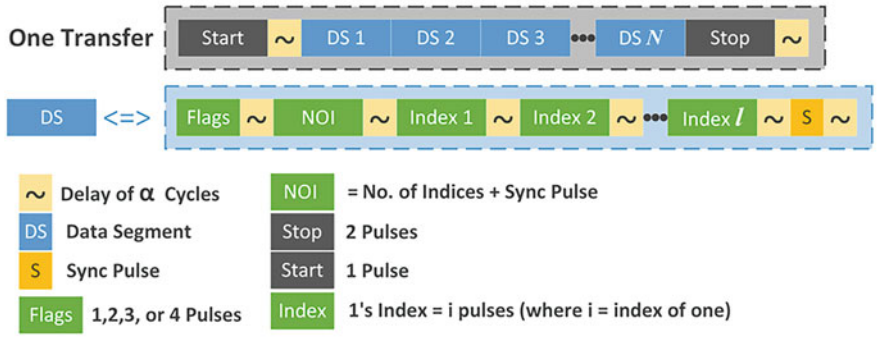 One Transfer Start ~ DS 1 DS 2 DS 3 ••• DS N Stop ~
DS <=> Flags ~ NOI ~ Index 1 ~ Index 2 ~ ••• Index l ~ S ~
~ Delay of α Cycles
DS Data Segment
S Sync Pulse
Flags 1,2,3, or 4 Pulses
NOI = No. of Indices + Sync Pulse
Stop 2 Pulses
Start 1 Pulse
Index 1's Index = i pulses (where i = index of one)